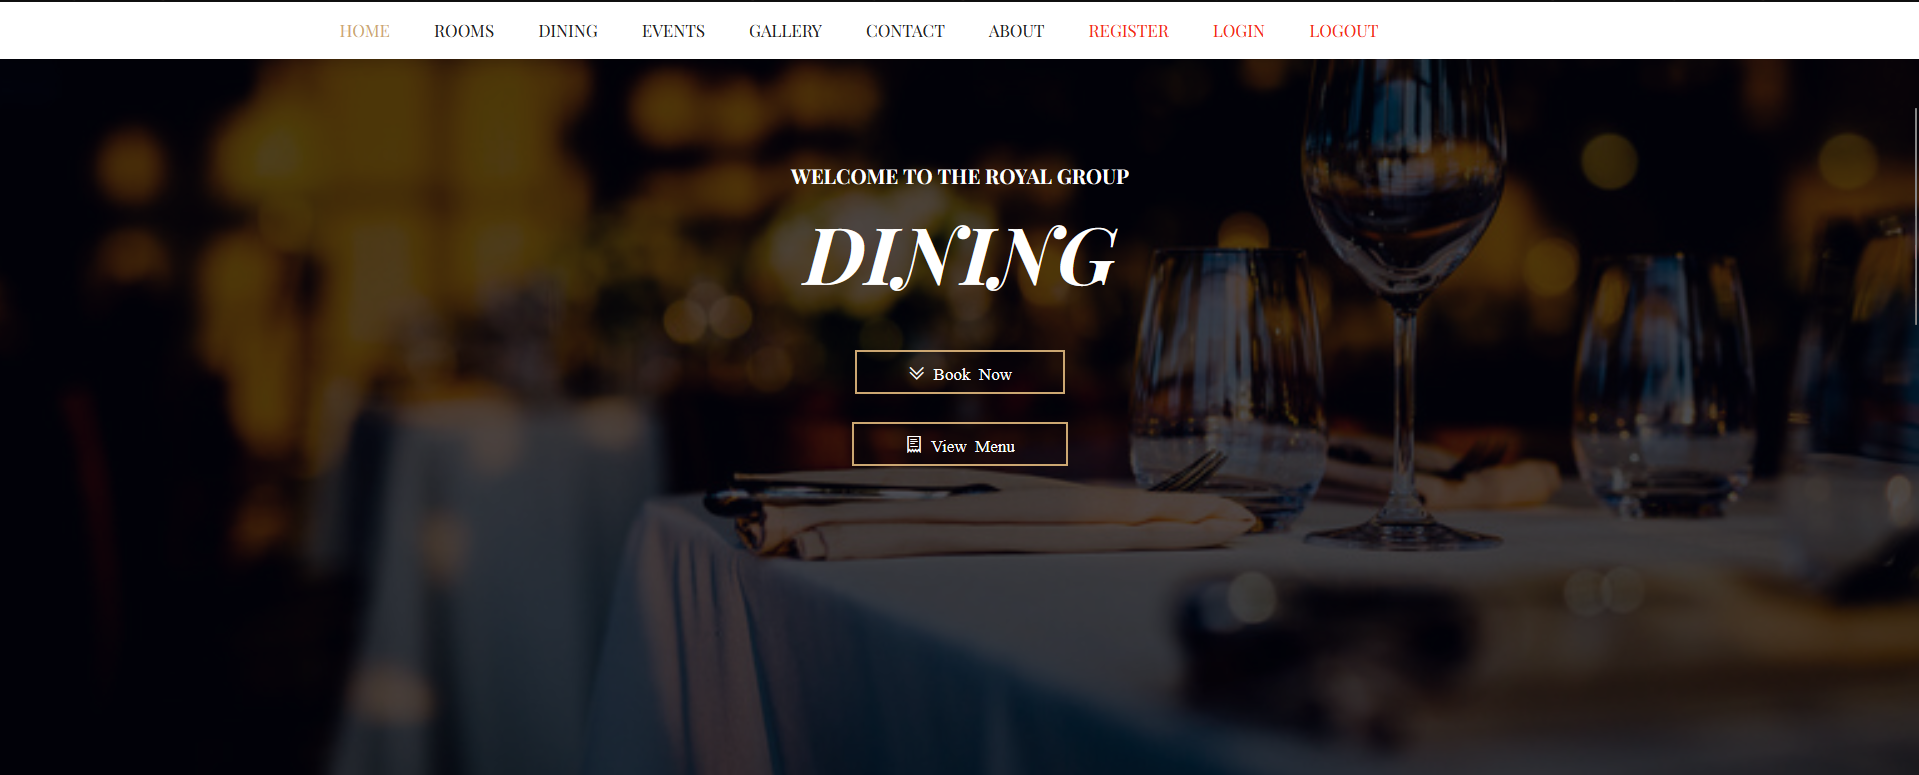 HOME ROOMS DINING EVENTS GALLERY CONTACT ABOUT REGISTER LOGIN LOGOUT
WELCOME TO THE ROYAL GROUP
DINING
Book Now
View Menu